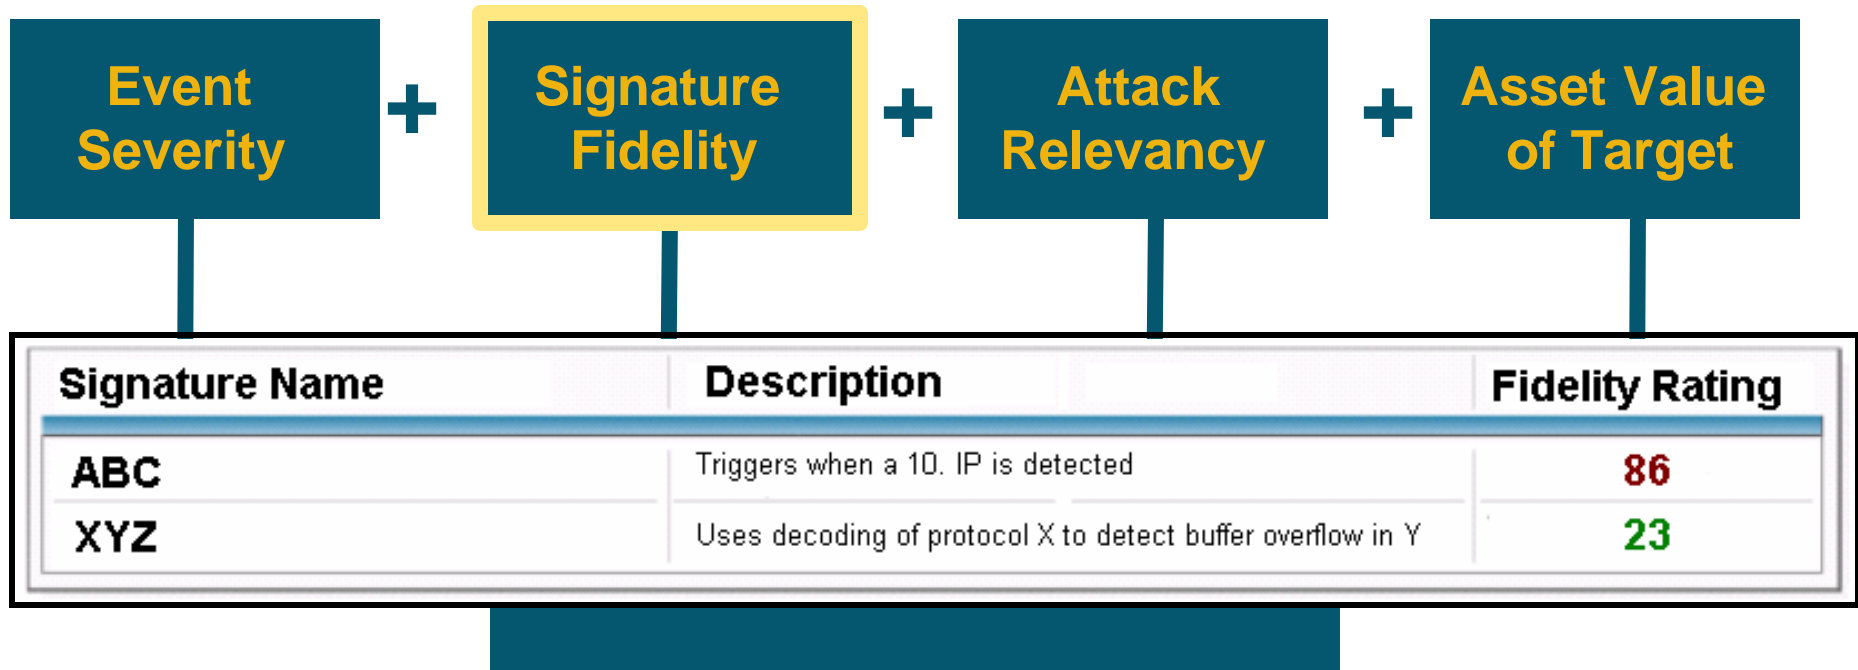 Event
Severity
+
Signature
Fidelity
+
Attack
Relevancy
+
Asset Value
of Target
Signature Name Description Fidelity Rating
ABC Triggers when a 10. IP is detected 86
XYZ Uses decoding of protocol X to detect buffer overflow in Y 23